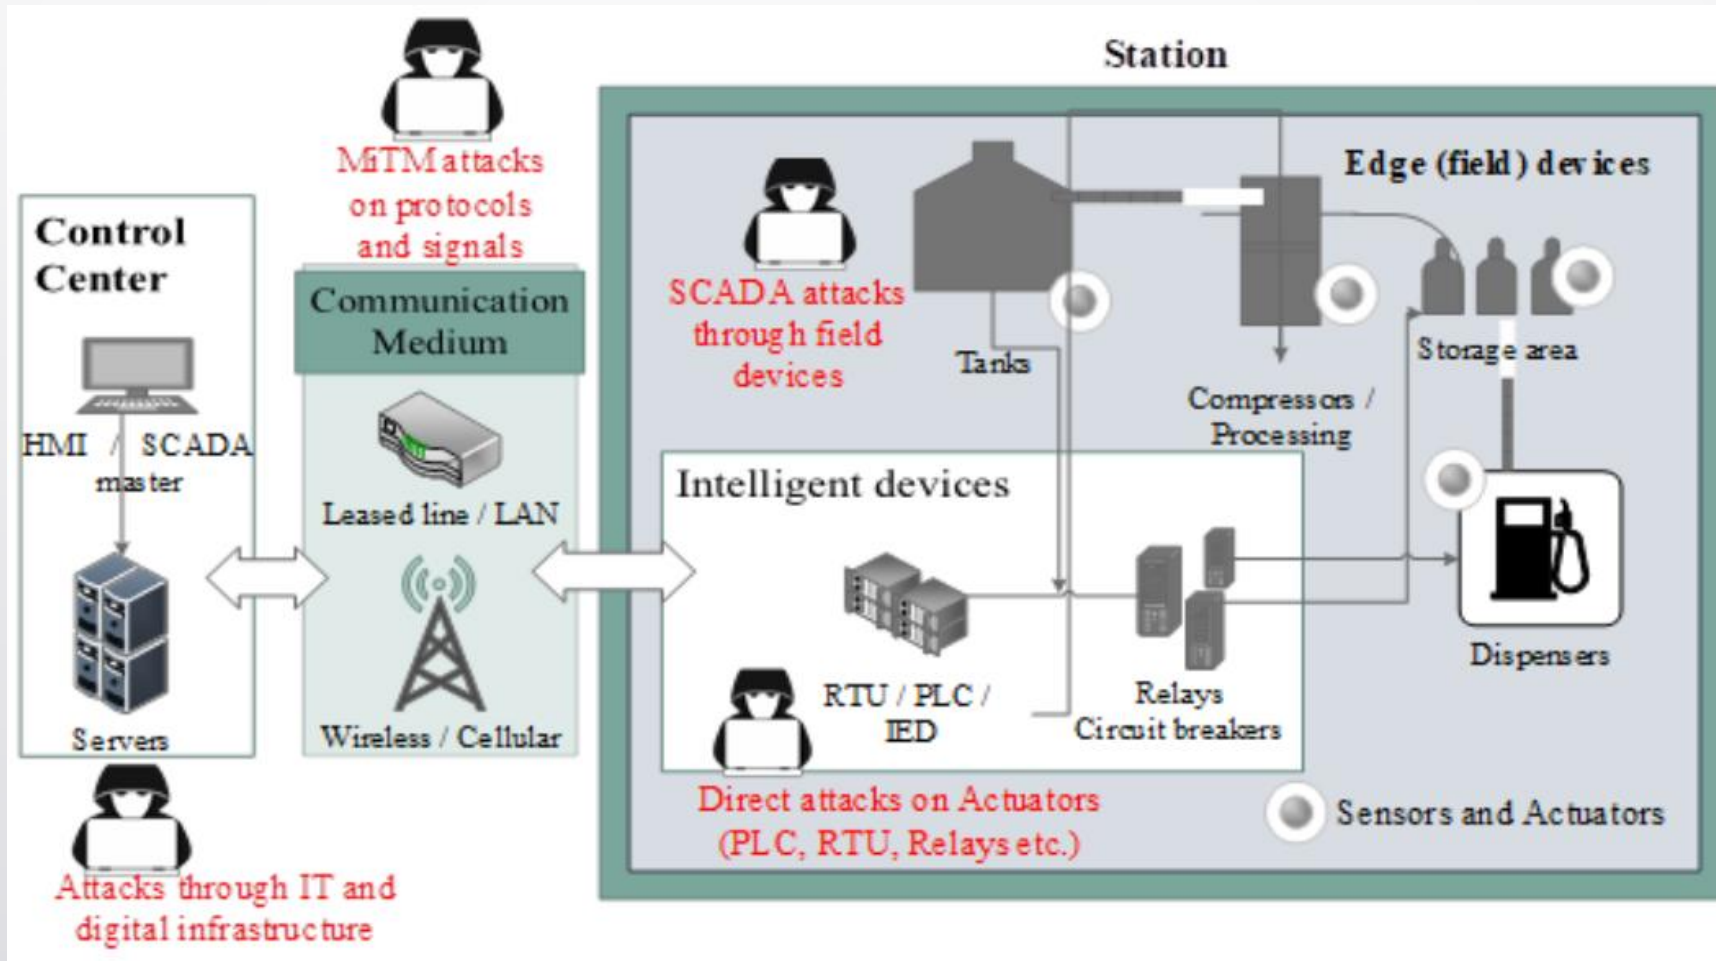 Station
MiTM attacks
on protocols
and signals
Control
Center
HMI / SCADA
master
Servers
Attacks through IT and
digital infrastructure
Communication
Medium
Leased line / LAN
Wireless / Cellular
SCADA attacks
through field
devices
Tanks
Edge (field) devices
Compressors /
Processing
Storage area
Intelligent devices
RTU / PLC /
IED
Relays
Circuit breakers
Dispensers
Direct attacks on Actuators
(PLC, RTU, Relays etc.)
Sensors and Actuators